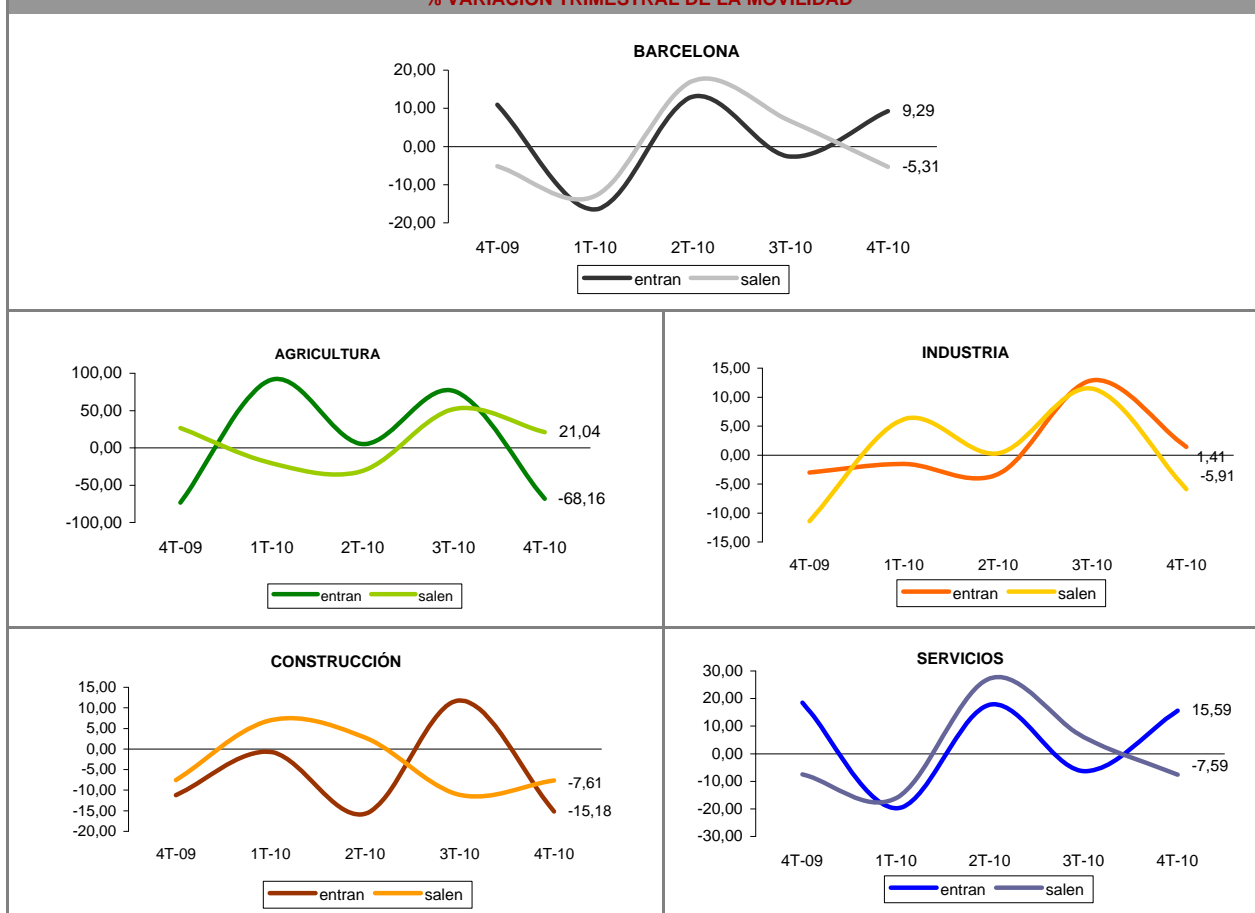 % VARIACIÓN TRIMESTRAL DE LA MOVILIDAD
BARCELONA
20,00
10,00
0,00
-10,00
-20,00
9,29
-5,31
4T-09 1T-10 2T-10 3T-10 4T-10
entran salen
AGRICULTURA
100,00
50,00
0,00
-50,00
-100,00
21,04
-68,16
4T-09 1T-10 2T-10 3T-10 4T-10
entran salen
INDUSTRIA
15,00
10,00
5,00
0,00
-5,00
-10,00
-15,00
1,41
-5,91
4T-09 1T-10 2T-10 3T-10 4T-10
entran salen
CONSTRUCCIÓN
15,00
10,00
5,00
0,00
-5,00
-10,00
-15,00
-20,00
-7,61
-15,18
4T-09 1T-10 2T-10 3T-10 4T-10
entran salen
SERVICIOS
30,00
20,00
10,00
0,00
-10,00
-20,00
-30,00
15,59
-7,59
4T-09 1T-10 2T-10 3T-10 4T-10
entran salen